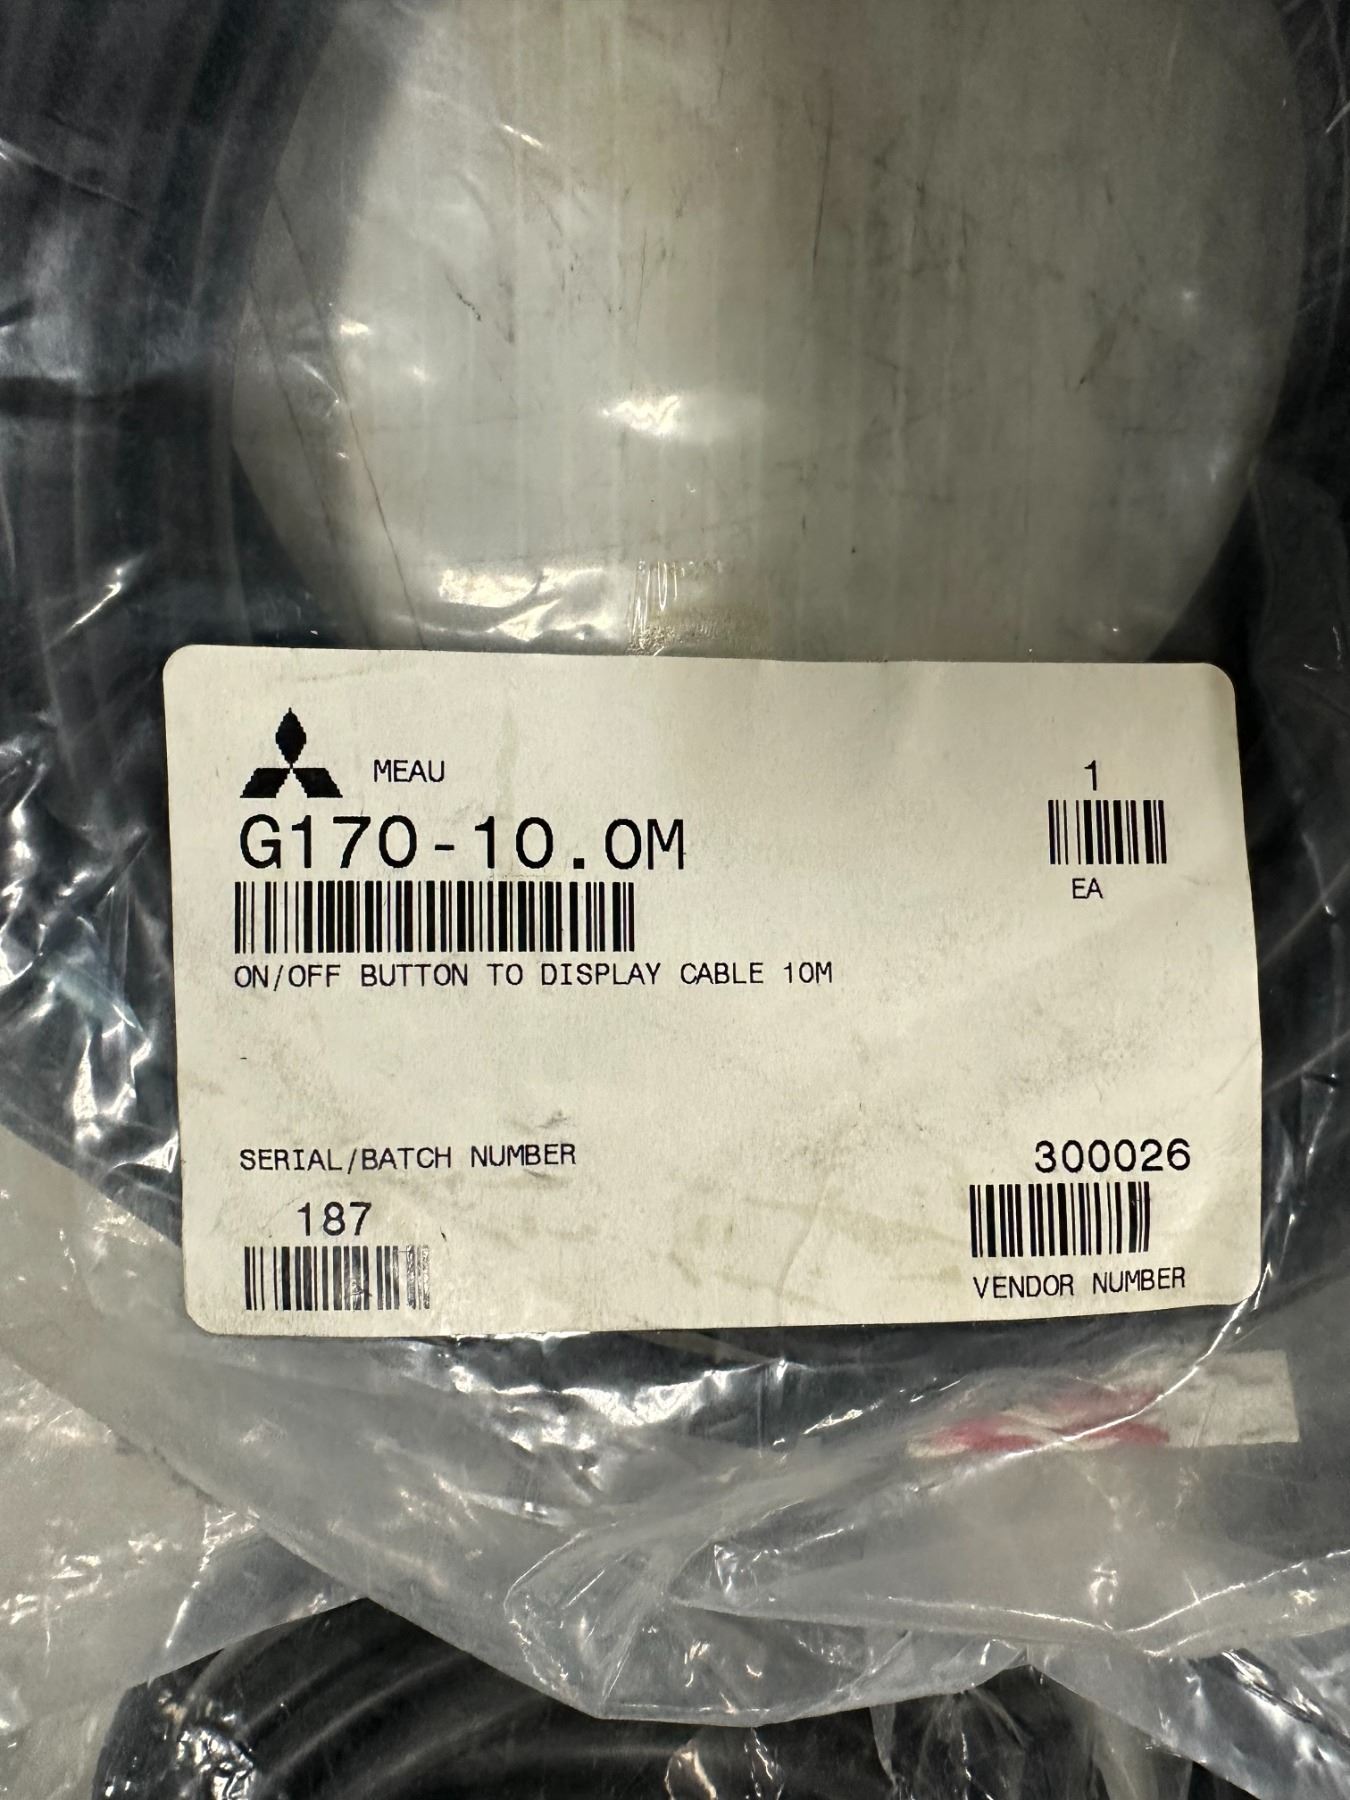 MEAU
G170-10.0M
1
EA
ON/OFF BUTTON TO DISPLAY CABLE 10M
SERIAL/BATCH NUMBER
187
300026
VENDOR NUMBER